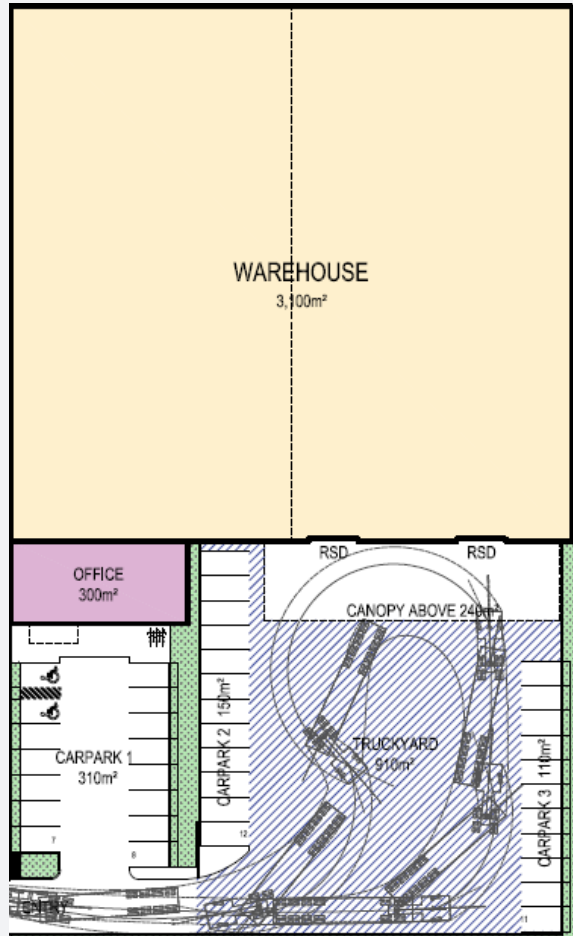 WAREHOUSE
3,100m²
RSD
RSD
OFFICE
300m²
CANOPY ABOVE 240m²
CARPARK 1
310m²
CARPARK 2 150m²
TRUCKYARD
910m²
CARPARK 3 110m²
7
8
12
11
ENTRY